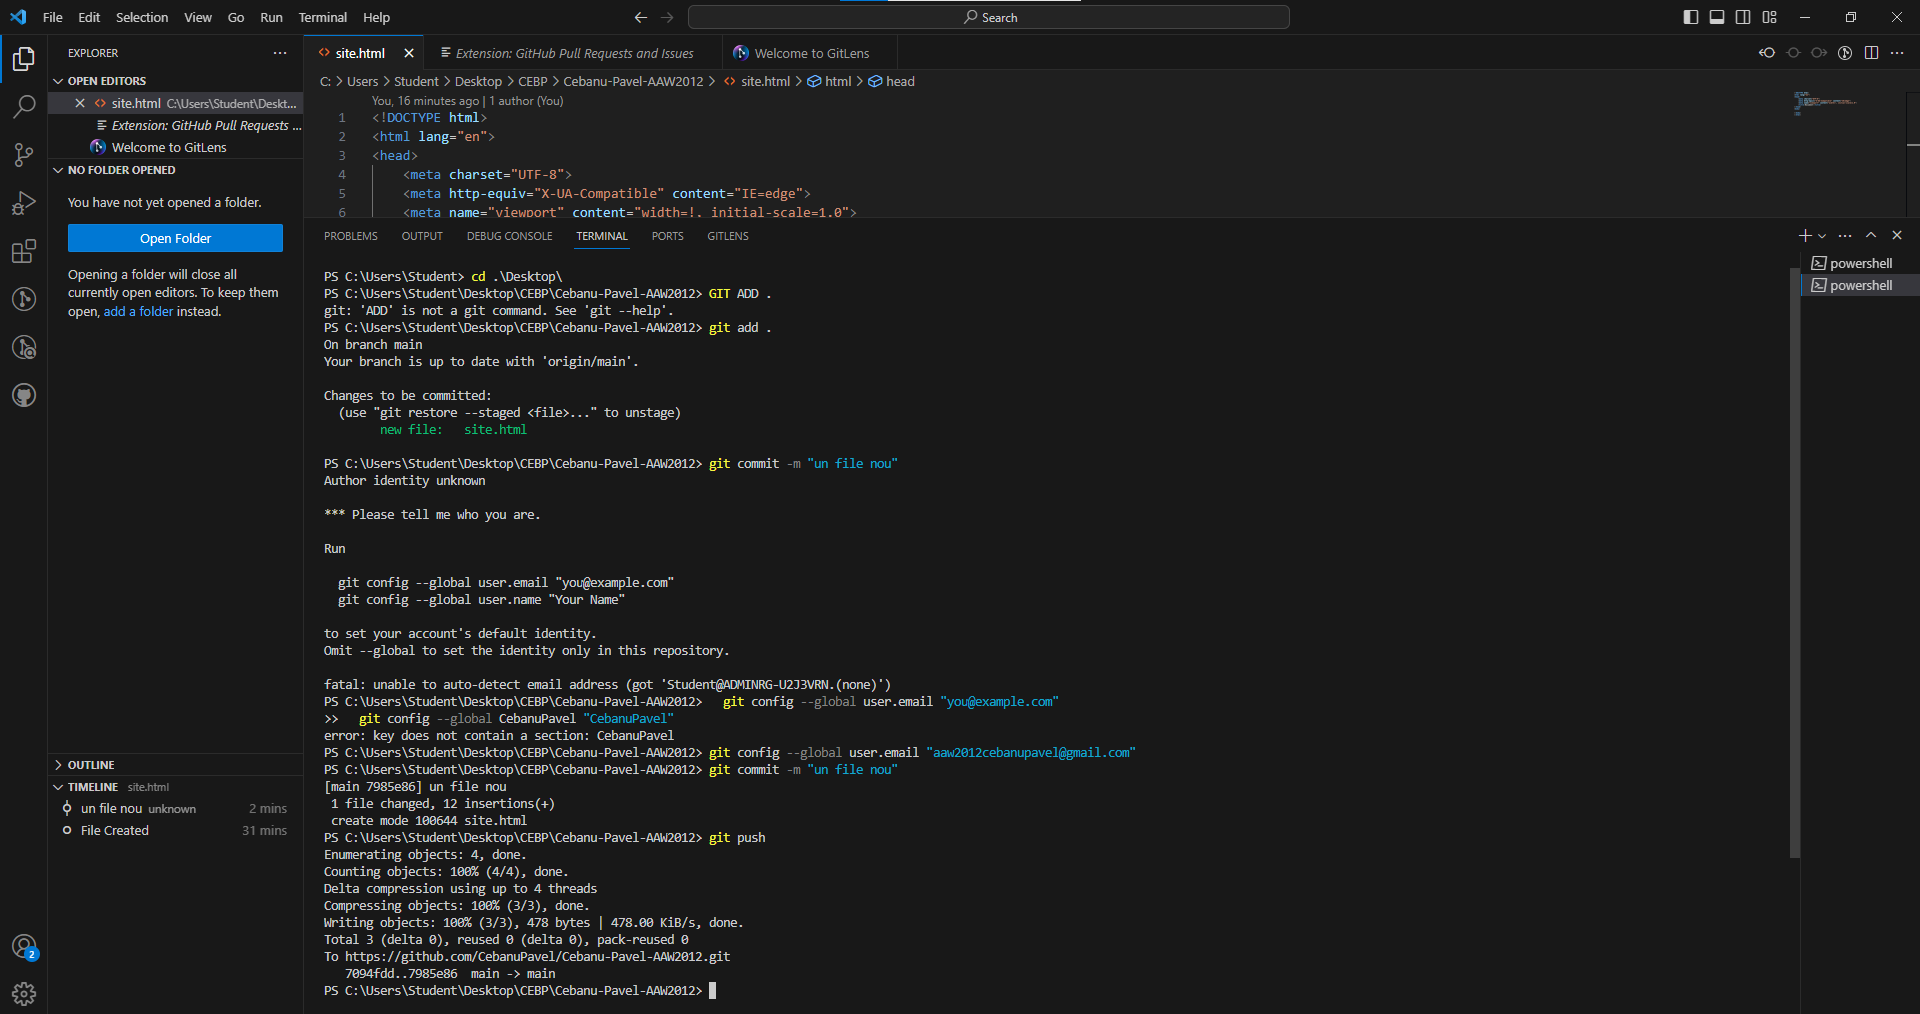 File Edit Selection View Go Run Terminal Help
Search
EXPLORER
OPEN EDITORS
site.html C:\Users\Student\Deskt...
Extension: GitHub Pull Requests ...
Welcome to GitLens
NO FOLDER OPENED
You have not yet opened a folder.
Open Folder
Opening a folder will close all
currently open editors. To keep them
open, add a folder instead.
OUTLINE
TIMELINE site.html
un file nou unknown 2 mins
File Created 31 mins
2
site.html Extension: GitHub Pull Requests and Issues Welcome to GitLens
C: > Users > Student > Desktop > CEBP > Cebanu-Pavel-AAW2012 > site.html > html > head
You, 16 minutes ago | 1 author (You)
1 <!DOCTYPE html>
2 <html lang="en">
3 <head>
4 <meta charset="UTF-8">
5 <meta http-equiv="X-UA-Compatible" content="IE=edge">
6 <meta name="viewport" content="width=!, initial-scale=1.0">
PROBLEMS OUTPUT DEBUG CONSOLE TERMINAL PORTS GITLENS
powershell
powershell
PS C:\Users\Student> cd .\Desktop\
PS C:\Users\Student\Desktop\CEBP\Cebanu-Pavel-AAW2012> GIT ADD .
git: 'ADD' is not a git command. See 'git --help'.
PS C:\Users\Student\Desktop\CEBP\Cebanu-Pavel-AAW2012> git add .
On branch main
Your branch is up to date with 'origin/main'.
Changes to be committed:
(use "git restore --staged <file>..." to unstage)
new file: site.html
PS C:\Users\Student\Desktop\CEBP\Cebanu-Pavel-AAW2012> git commit -m "un file nou"
Author identity unknown
*** Please tell me who you are.
Run
git config --global user.email "you@example.com"
git config --global user.name "Your Name"
to set your account's default identity.
Omit --global to set the identity only in this repository.
fatal: unable to auto-detect email address (got 'Student@ADMINRG-U2J3VRN.(none)')
PS C:\Users\Student\Desktop\CEBP\Cebanu-Pavel-AAW2012> git config --global user.email "you@example.com"
>> git config --global CebanuPavel "CebanuPavel"
error: key does not contain a section: CebanuPavel
PS C:\Users\Student\Desktop\CEBP\Cebanu-Pavel-AAW2012> git config --global user.email "aaw2012cebanupavel@gmail.com"
PS C:\Users\Student\Desktop\CEBP\Cebanu-Pavel-AAW2012> git commit -m "un file nou"
[main 7985e86] un file nou
1 file changed, 12 insertions(+)
create mode 100644 site.html
PS C:\Users\Student\Desktop\CEBP\Cebanu-Pavel-AAW2012> git push
Enumerating objects: 4, done.
Counting objects: 100% (4/4), done.
Delta compression using up to 4 threads
Compressing objects: 100% (3/3), done.
Writing objects: 100% (3/3), 478 bytes | 478.00 KiB/s, done.
Total 3 (delta 0), reused 0 (delta 0), pack-reused 0
To https://github.com/CebanuPavel/Cebanu-Pavel-AAW2012.git
7094fdd..7985e86 main -> main
PS C:\Users\Student\Desktop\CEBP\Cebanu-Pavel-AAW2012>